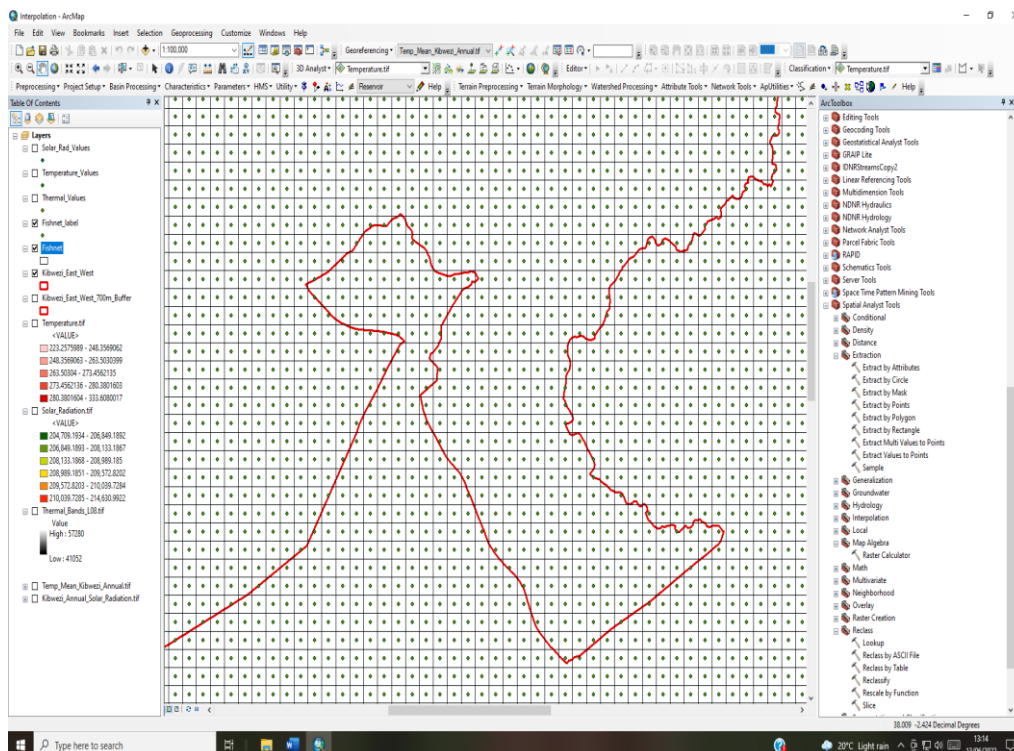 Interpolation - ArcMap
File Edit View Bookmarks Insert Selection Geoprocessing Customize Windows Help
1:100,000 Georeferencing Temp_Mean_Kibwezi_Annual.tif
3D Analyst Temperature.tif Editor Classification Temperature.tif
Preprocessing Project Setup Basin Processing Characteristics Parameters HMS Utility Reservoir Help Terrain Preprocessing Terrain Morphology Watershed Processing Attribute Tools Network Tools ApUtilities Help
Table Of Contents
Layers
Solar_Rad_Values
Temperature_Values
Thermal_Values
Fishnet_label
Fishnet
Kibwezi_East_West
Kibwezi_East_West_700m_Buffer
Temperature.tif
<VALUE>
223.2575989 - 248.3569062
248.3569063 - 263.5030399
263.50304 - 273.4562135
273.4562136 - 280.3801603
280.3801604 - 333.6080017
Solar_Radiation.tif
<VALUE>
204,709.1934 - 206,849.1892
206,849.1893 - 208,133.1867
208,133.1868 - 208,989.185
208,989.1851 - 209,572.8202
209,572.8203 - 210,039.7284
210,039.7285 - 214,630.9922
Thermal_Bands_L08.tif
Value
High : 57280
Low : 41052
Temp_Mean_Kibwezi_Annual.tif
Kibwezi_Annual_Solar_Radiation.tif
ArcToolbox
Editing Tools
Geocoding Tools
Geostatistical Analyst Tools
GRAIP Lite
IDNRStreamsCopy2
Linear Referencing Tools
Multidimension Tools
NDNR Hydraulics
NDNR Hydrology
Network Analyst Tools
Parcel Fabric Tools
RAPID
Schematics Tools
Server Tools
Space Time Pattern Mining Tools
Spatial Analyst Tools
Conditional
Density
Distance
Extraction
Extract by Attributes
Extract by Circle
Extract by Mask
Extract by Points
Extract by Polygon
Extract by Rectangle
Extract Multi Values to Points
Extract Values to Points
Sample
Generalization
Groundwater
Hydrology
Interpolation
Local
Map Algebra
Raster Calculator
Math
Multivariate
Neighborhood
Overlay
Raster Creation
Reclass
Lookup
Reclass by ASCII File
Reclass by Table
Reclassify
Rescale by Function
Slice
38.009 -2.424 Decimal Degrees
Type here to search
20°C Light rain
13:14